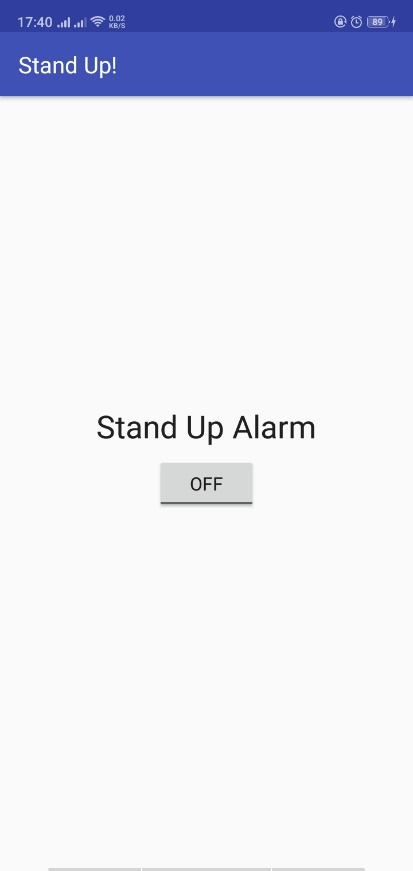 17:40 0.02 KB/S 89
Stand Up!
Stand Up Alarm
OFF